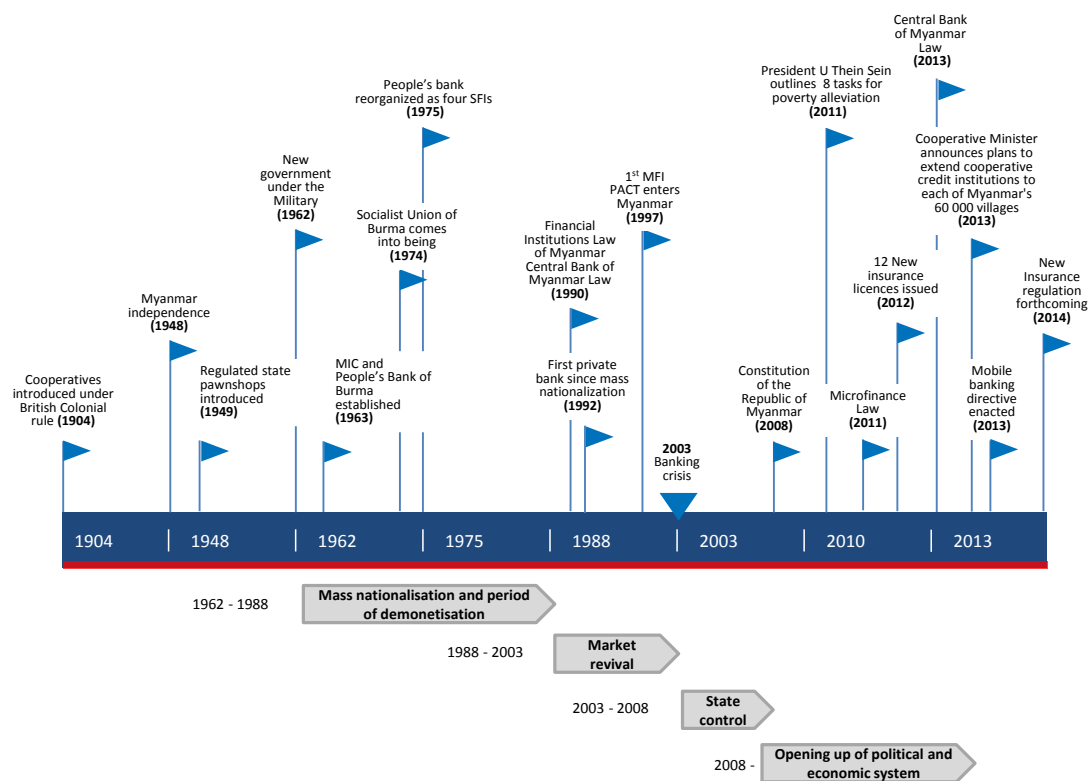 Cooperatives
introduced under
British Colonial
rule (1904)
Myanmar
independence
(1948)
Regulated state
pawnshops
introduced
(1949)
New
government
under the
Military
(1962)
MIC and
People's Bank of
Burma
established
(1963)
Socialist Union of
Burma comes
into being
(1974)
People's bank
reorganized as four SFIs
(1975)
Financial
Institutions Law
of Myanmar
Central Bank of
Myanmar Law
(1990)
First private
bank since mass
nationalization
(1992)
1st MFI
PACT enters
Myanmar
(1997)
2003
Banking
crisis
Constitution
of the
Republic of
Myanmar
(2008)
President U Thein Sein
outlines 8 tasks for
poverty alleviation
(2011)
Microfinance
Law
(2011)
12 New
insurance
licences issued
(2012)
Central Bank
of Myanmar
Law
(2013)
Cooperative Minister
announces plans to
extend cooperative
credit institutions to
each of Myanmar's
60 000 villages
(2013)
Mobile
banking
directive
enacted
(2013)
New
Insurance
regulation
forthcoming
(2014)
1904 1948 1962 1975 1988 2003 2010 2013
1962 - 1988
Mass nationalisation and period
of demonetisation
1988 - 2003
Market
revival
2003 - 2008
State
control
2008 -
Opening up of political and
economic system